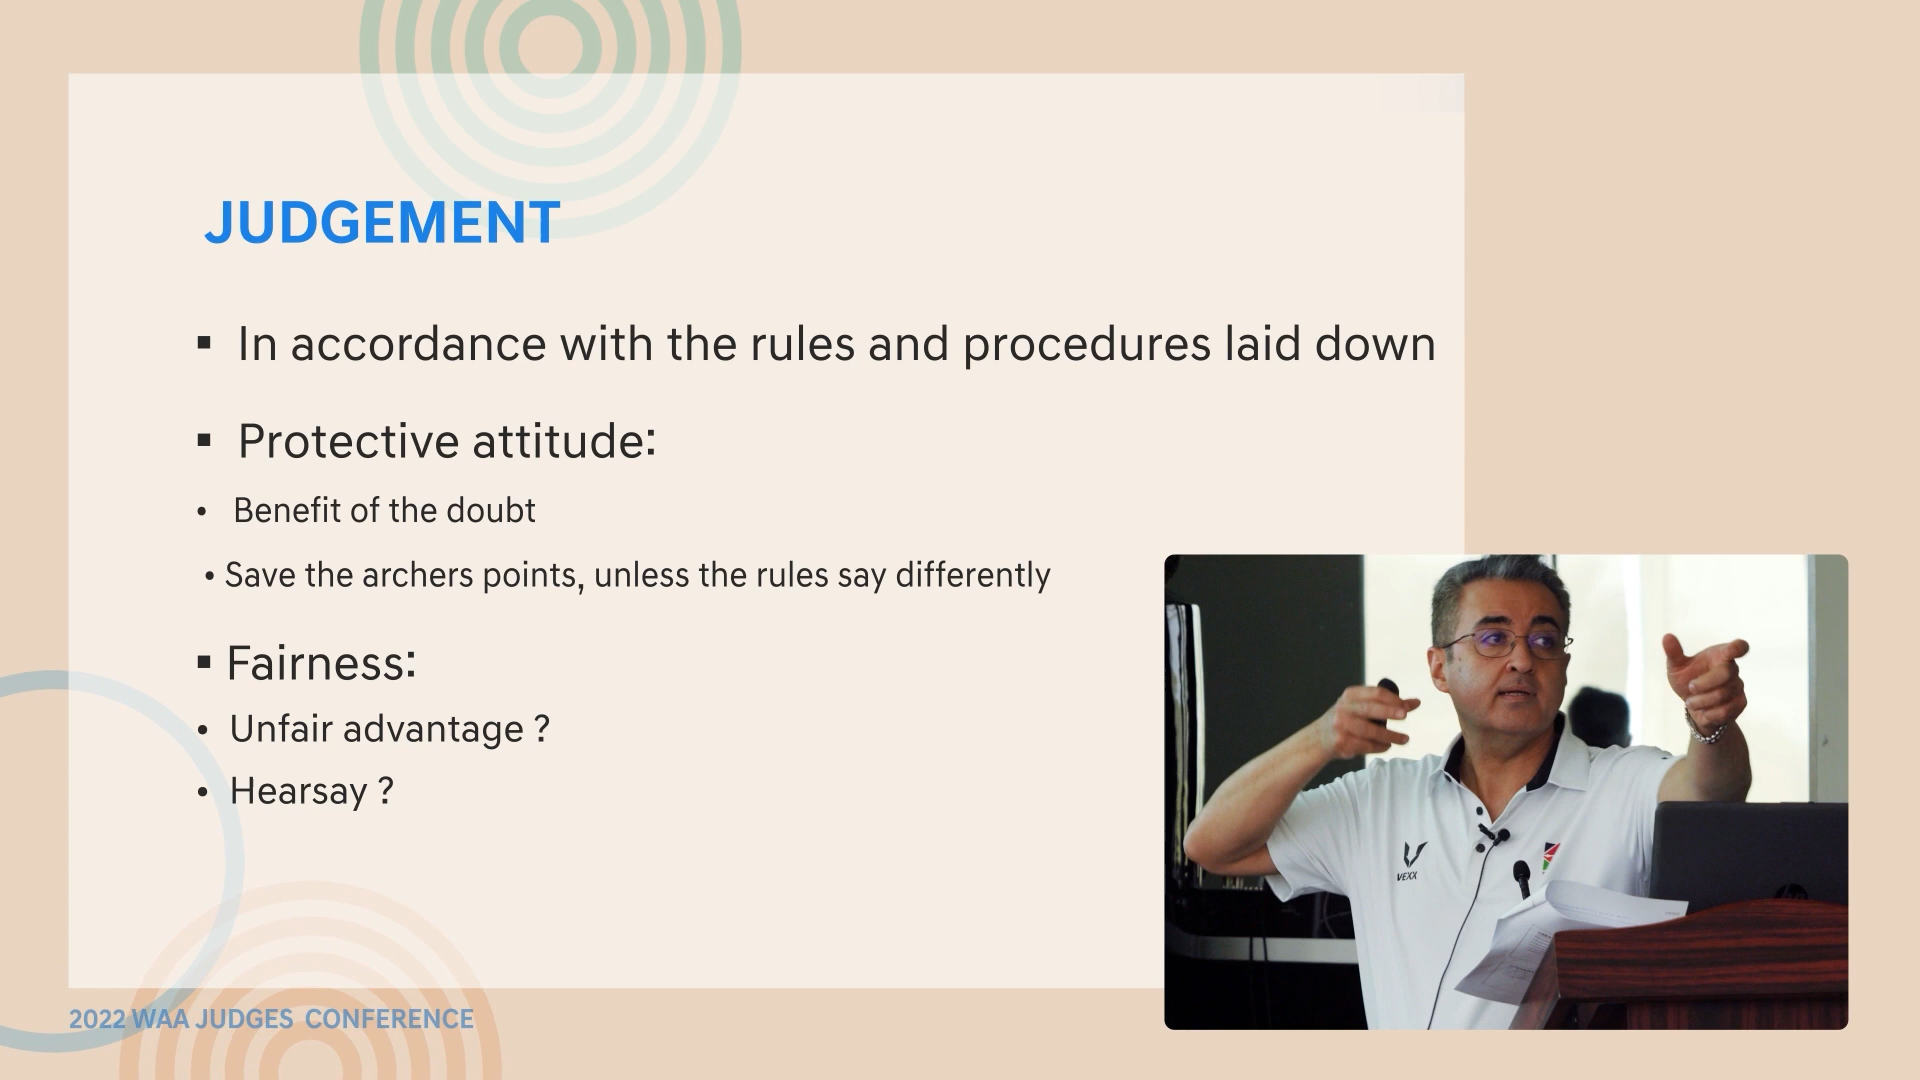 JUDGEMENT
▪ In accordance with the rules and procedures laid down
▪ Protective attitude:
• Benefit of the doubt
• Save the archers points, unless the rules say differently
▪ Fairness:
• Unfair advantage ?
• Hearsay ?
VEXX
2022 WAA JUDGES CONFERENCE